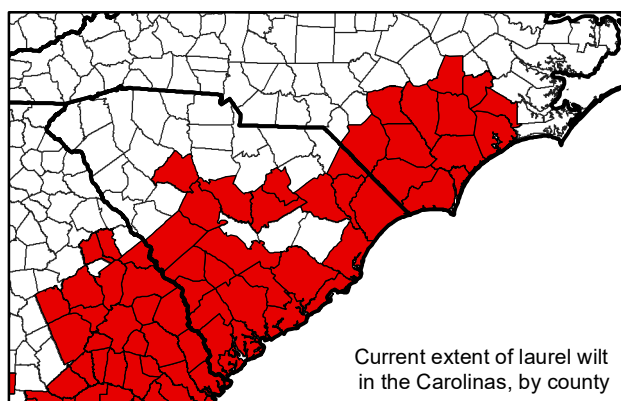 Current extent of laurel wilt
in the Carolinas, by county